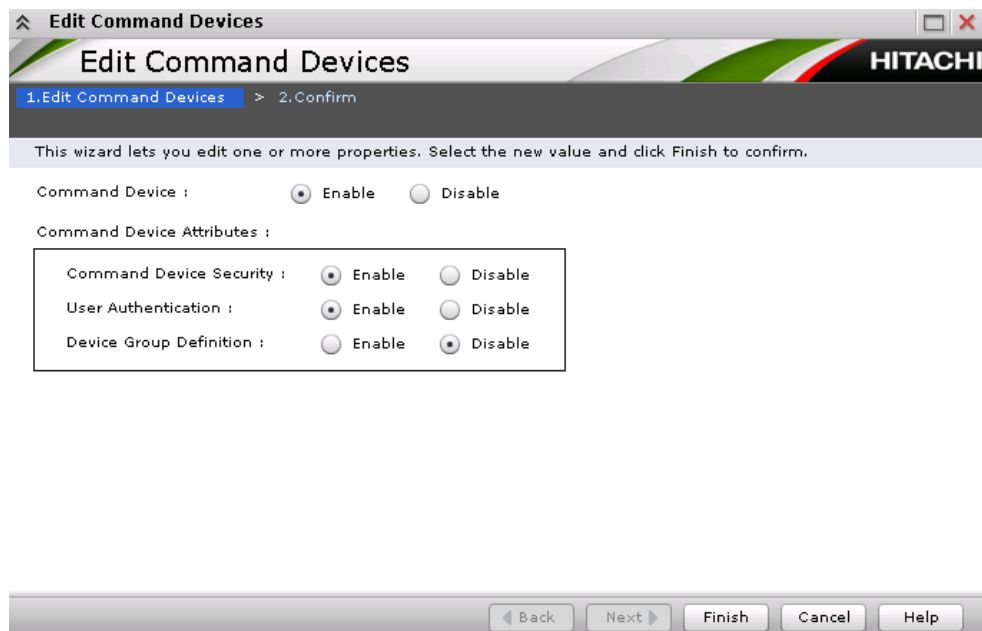 Edit Command Devices
Edit Command Devices
HITACHI
1.Edit Command Devices > 2.Confirm
This wizard lets you edit one or more properties. Select the new value and click Finish to confirm.
Command Device : Enable Disable
Command Device Attributes :
Command Device Security : Enable Disable
User Authentication : Enable Disable
Device Group Definition : Enable Disable
Back Next Finish Cancel Help